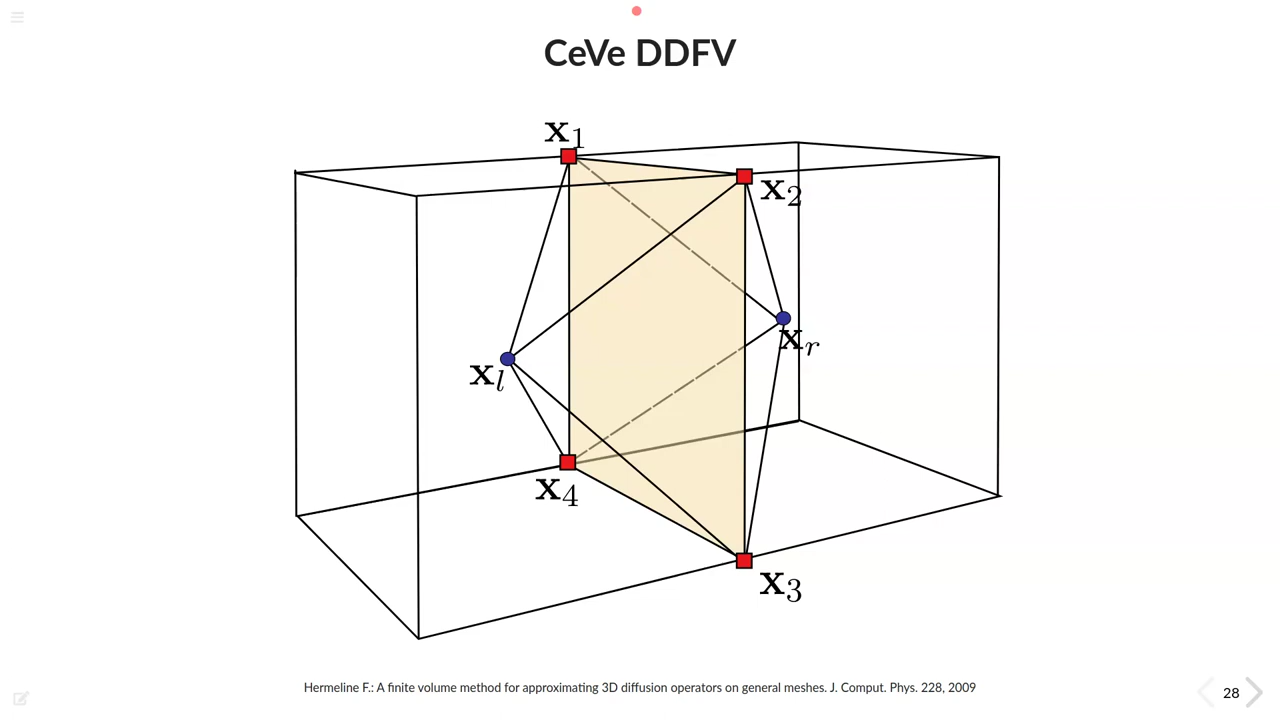 CeVe DDFV
x₁
x₂
xᵣ
xₗ
x₄
x₃
Hermeline F.: A finite volume method for approximating 3D diffusion operators on general meshes. J. Comput. Phys. 228, 2009
28